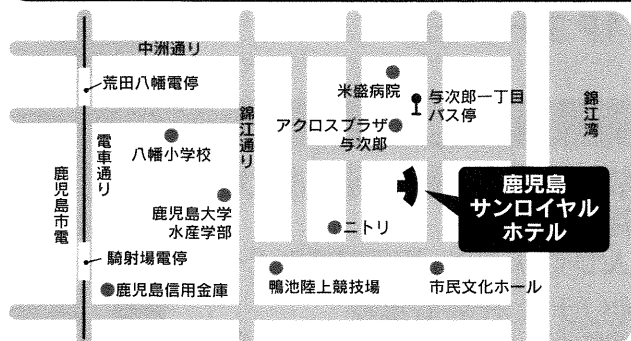 中洲通り
荒田八幡電停
米盛病院
与次郎一丁目
バス停
アクロスプラザ
与次郎
錦江通り
錦江湾
電車通り
八幡小学校
鹿児島市電
鹿児島大学
水産学部
鹿児島
サンロイヤル
ホテル
ニトリ
騎射場電停
鹿児島信用金庫
鴨池陸上競技場
市民文化ホール